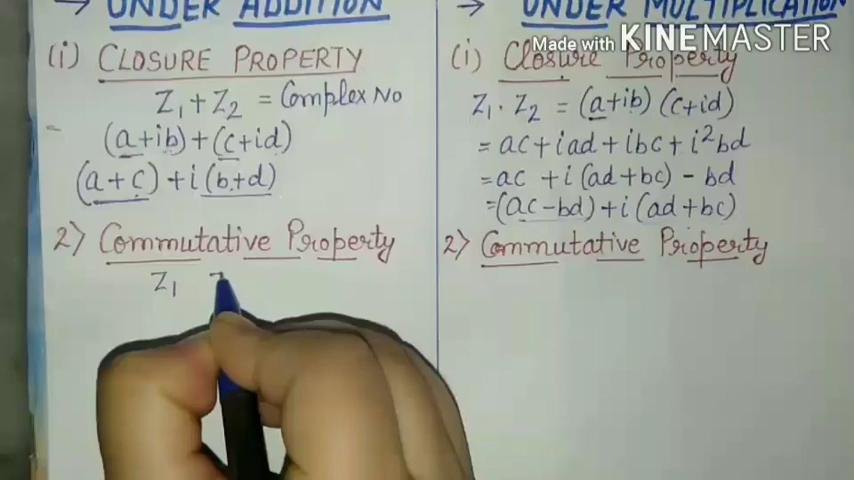 → UNDER ADDITION
(i) CLOSURE PROPERTY
Z₁ + Z₂ = Complex No
(a+ib)+(c+id)
(a+c)+i(b+d)
2) Commutative Property
Z₁
→ UNDER MULTIPLICATION
Made with KINEMASTER
(i) Closure Property
Z₁ . Z₂ = (a+ib) (c+id)
= ac+iad+ibc+i²bd
=ac +i(ad+bc) - bd
=(ac-bd)+i(ad+bc)
2) Commutative Property